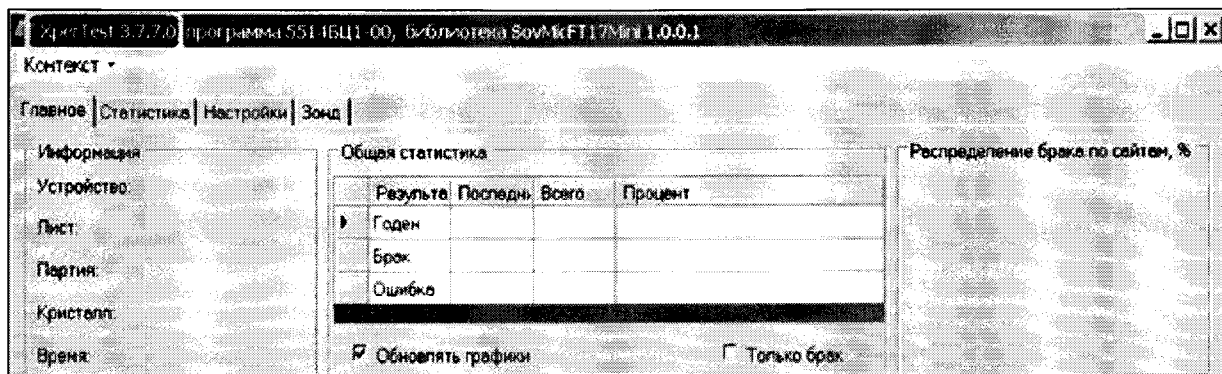 XperTest 3.7.7.0 программа 5514БЦ1-00, библиотека SovMicFT17Mini 1.0.0.1
Контекст
Главное Статистика Настройки Зонд
Информация
Устройство:
Лист:
Партия:
Кристалл:
Время:
Общая статистика
Результа Последни Всего Процент
Годен
Брак
Ошибка
Обновлять графики Только брак
Распределение брака по сайтам, %